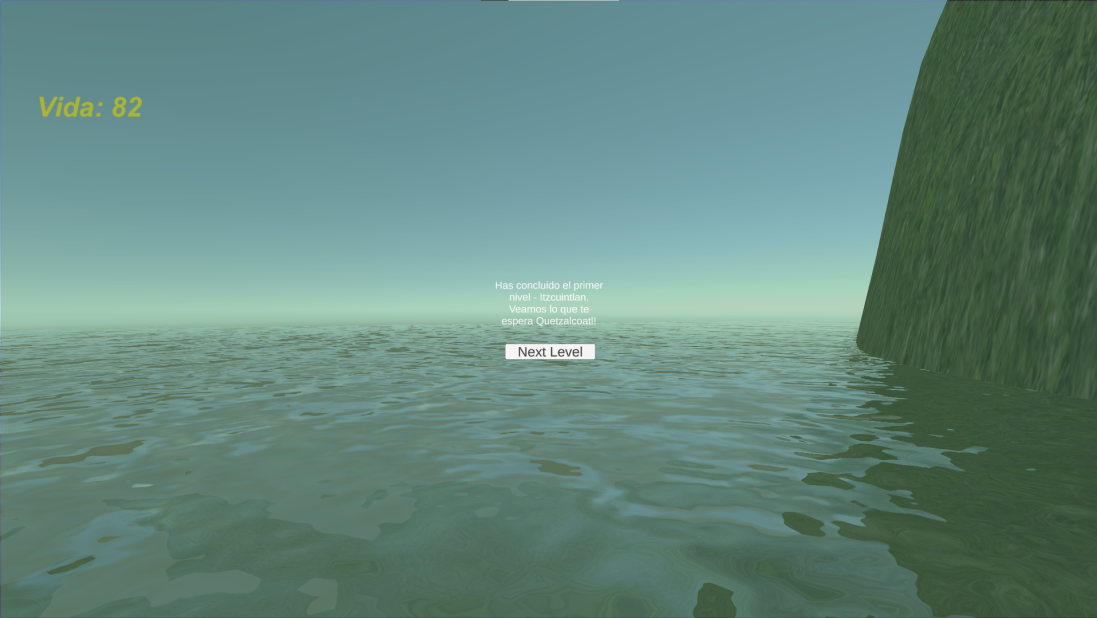 Vida: 82
Has concluido el primer
nivel - Itzcuintlan.
Veamos lo que te
espera Quetzalcoatl!
Next Level